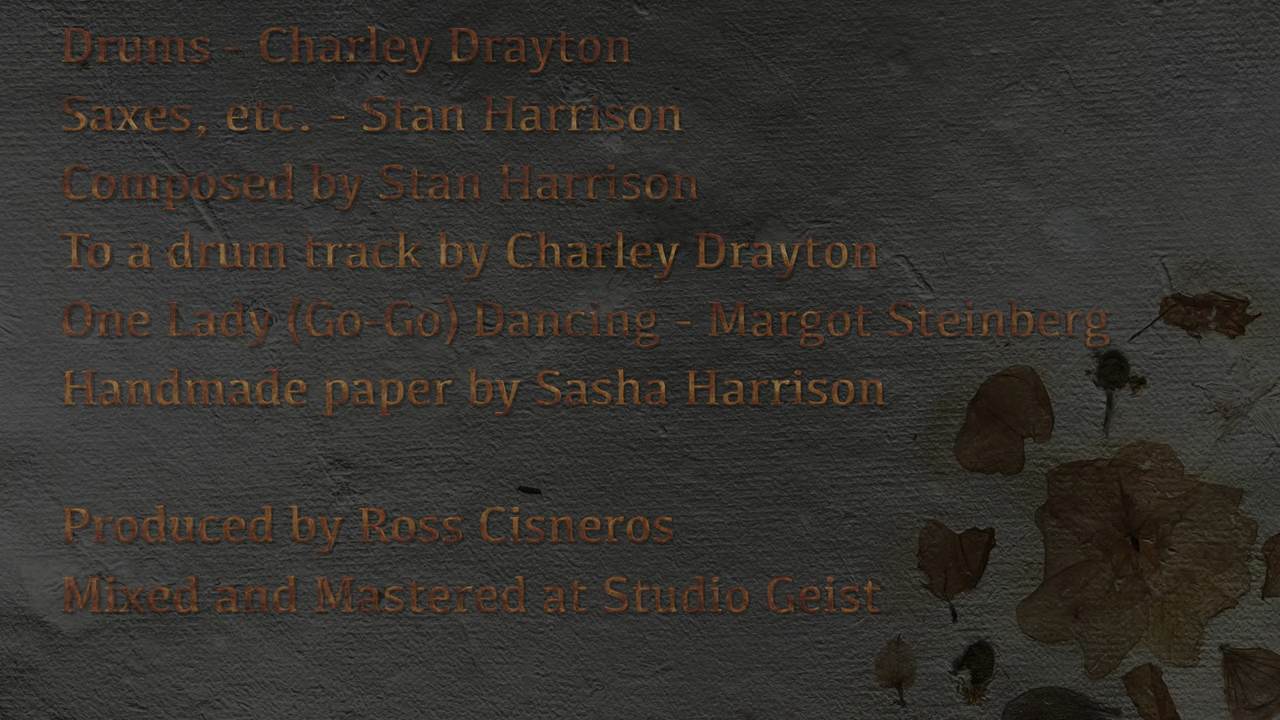 Drums - Charley Drayton
Saxes, etc. - Stan Harrison
Composed by Stan Harrison
To a drum track by Charley Drayton
One Lady (Go-Go) Dancing - Margot Steinberg
Handmade paper by Sasha Harrison
Produced by Ross Cisneros
Mixed and Mastered at Studio Geist